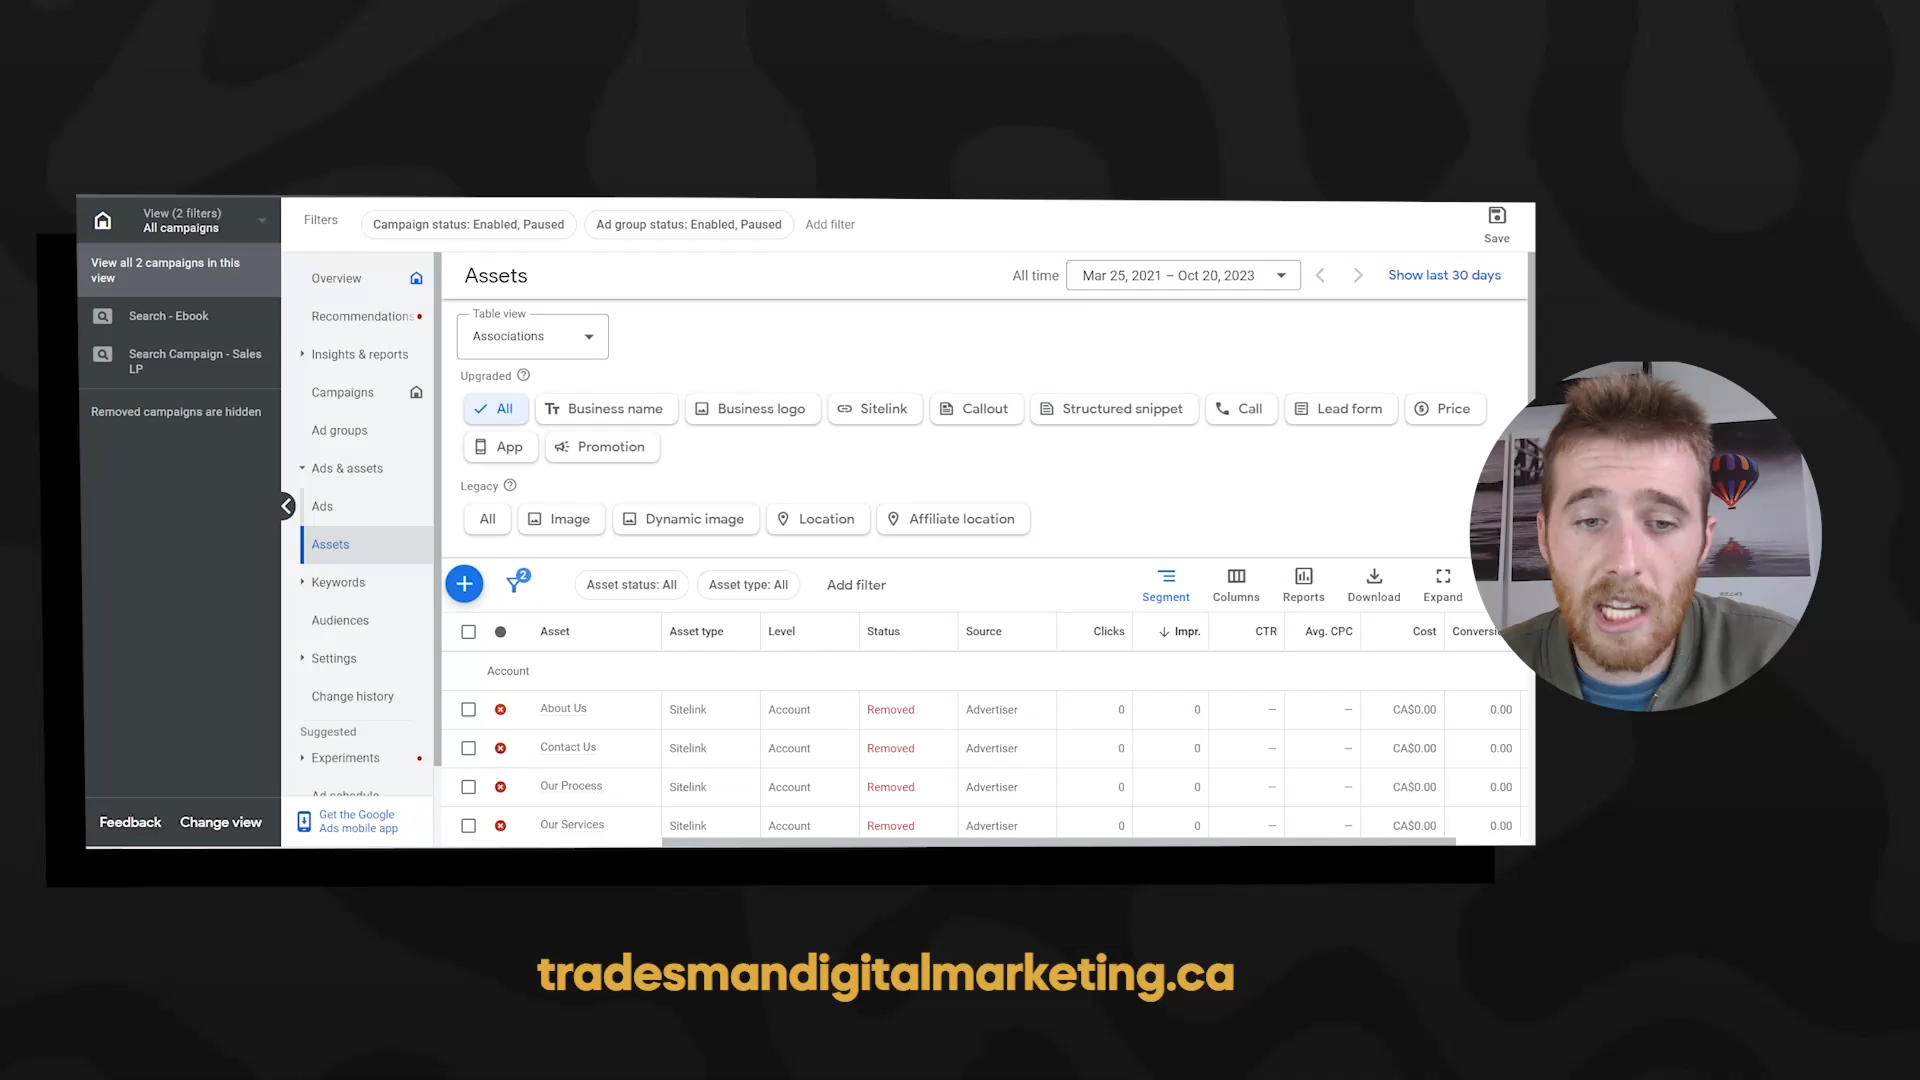 View (2 filters)
All campaigns
View all 2 campaigns in this
view
Search - Ebook
Search Campaign - Sales
LP
Removed campaigns are hidden
Feedback
Change view
Filters
Campaign status: Enabled, Paused
Ad group status: Enabled, Paused
Add filter
Save
Overview
Recommendations
Insights & reports
Campaigns
Ad groups
Ads & assets
Ads
Assets
Keywords
Audiences
Settings
Change history
Suggested
Experiments
Ad schedule
Get the Google
Ads mobile app
Assets
All time
Mar 25, 2021 – Oct 20, 2023
Show last 30 days
Table view
Associations
Upgraded
All
Business name
Business logo
Sitelink
Callout
Structured snippet
Call
Lead form
Price
App
Promotion
Legacy
All
Image
Dynamic image
Location
Affiliate location
2
Asset status: All
Asset type: All
Add filter
Segment
Columns
Reports
Download
Expand
Asset Asset type Level Status Source Clicks Impr. CTR Avg. CPC Cost
Account
About Us Sitelink Account Removed Advertiser 0 0 – – CA$0.00 0.00
Contact Us Sitelink Account Removed Advertiser 0 0 – – CA$0.00 0.00
Our Process Sitelink Account Removed Advertiser 0 0 – – CA$0.00 0.00
Our Services Sitelink Account Removed Advertiser 0 0 – – CA$0.00 0.00
tradesmandigitalmarketing.ca